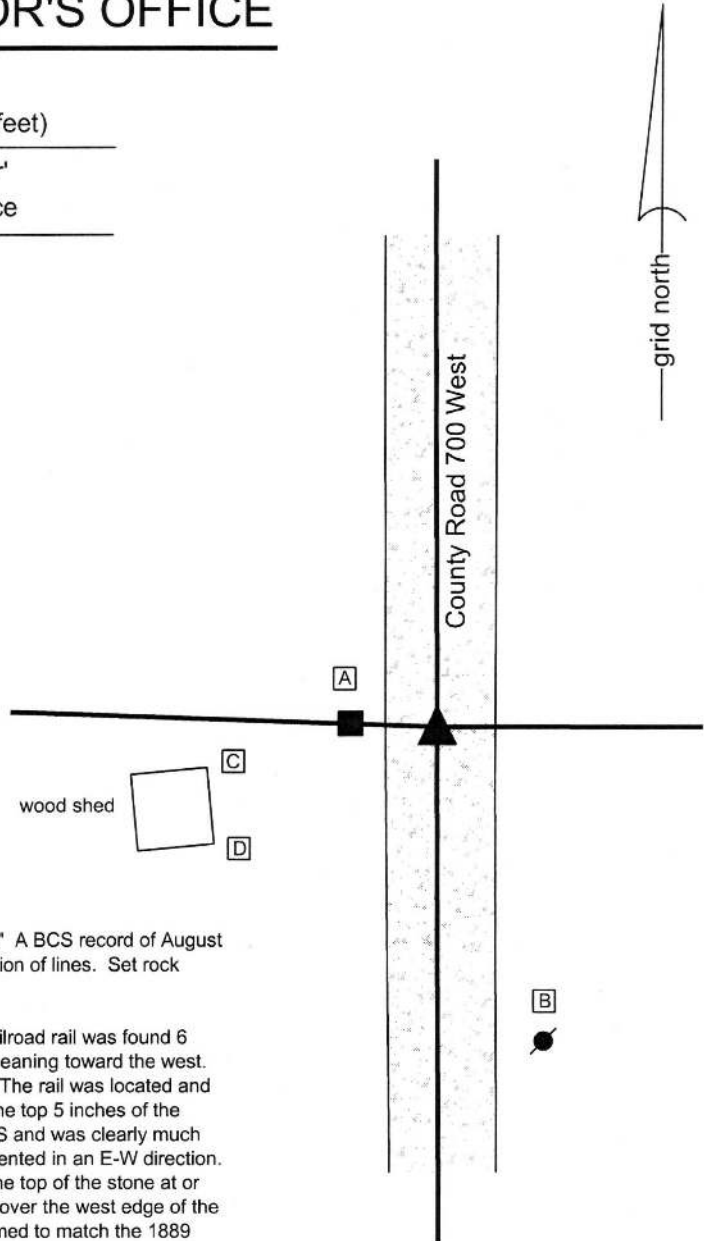 OR'S OFFICE
feet)
ce
grid north
County Road 700 West
A
wood shed
C
D
" A BCS record of August
ion of lines. Set rock
B
ilroad rail was found 6
eaning toward the west.
The rail was located and
he top 5 inches of the
S and was clearly much
ented in an E-W direction.
he top of the stone at or
over the west edge of the
med to match the 1889